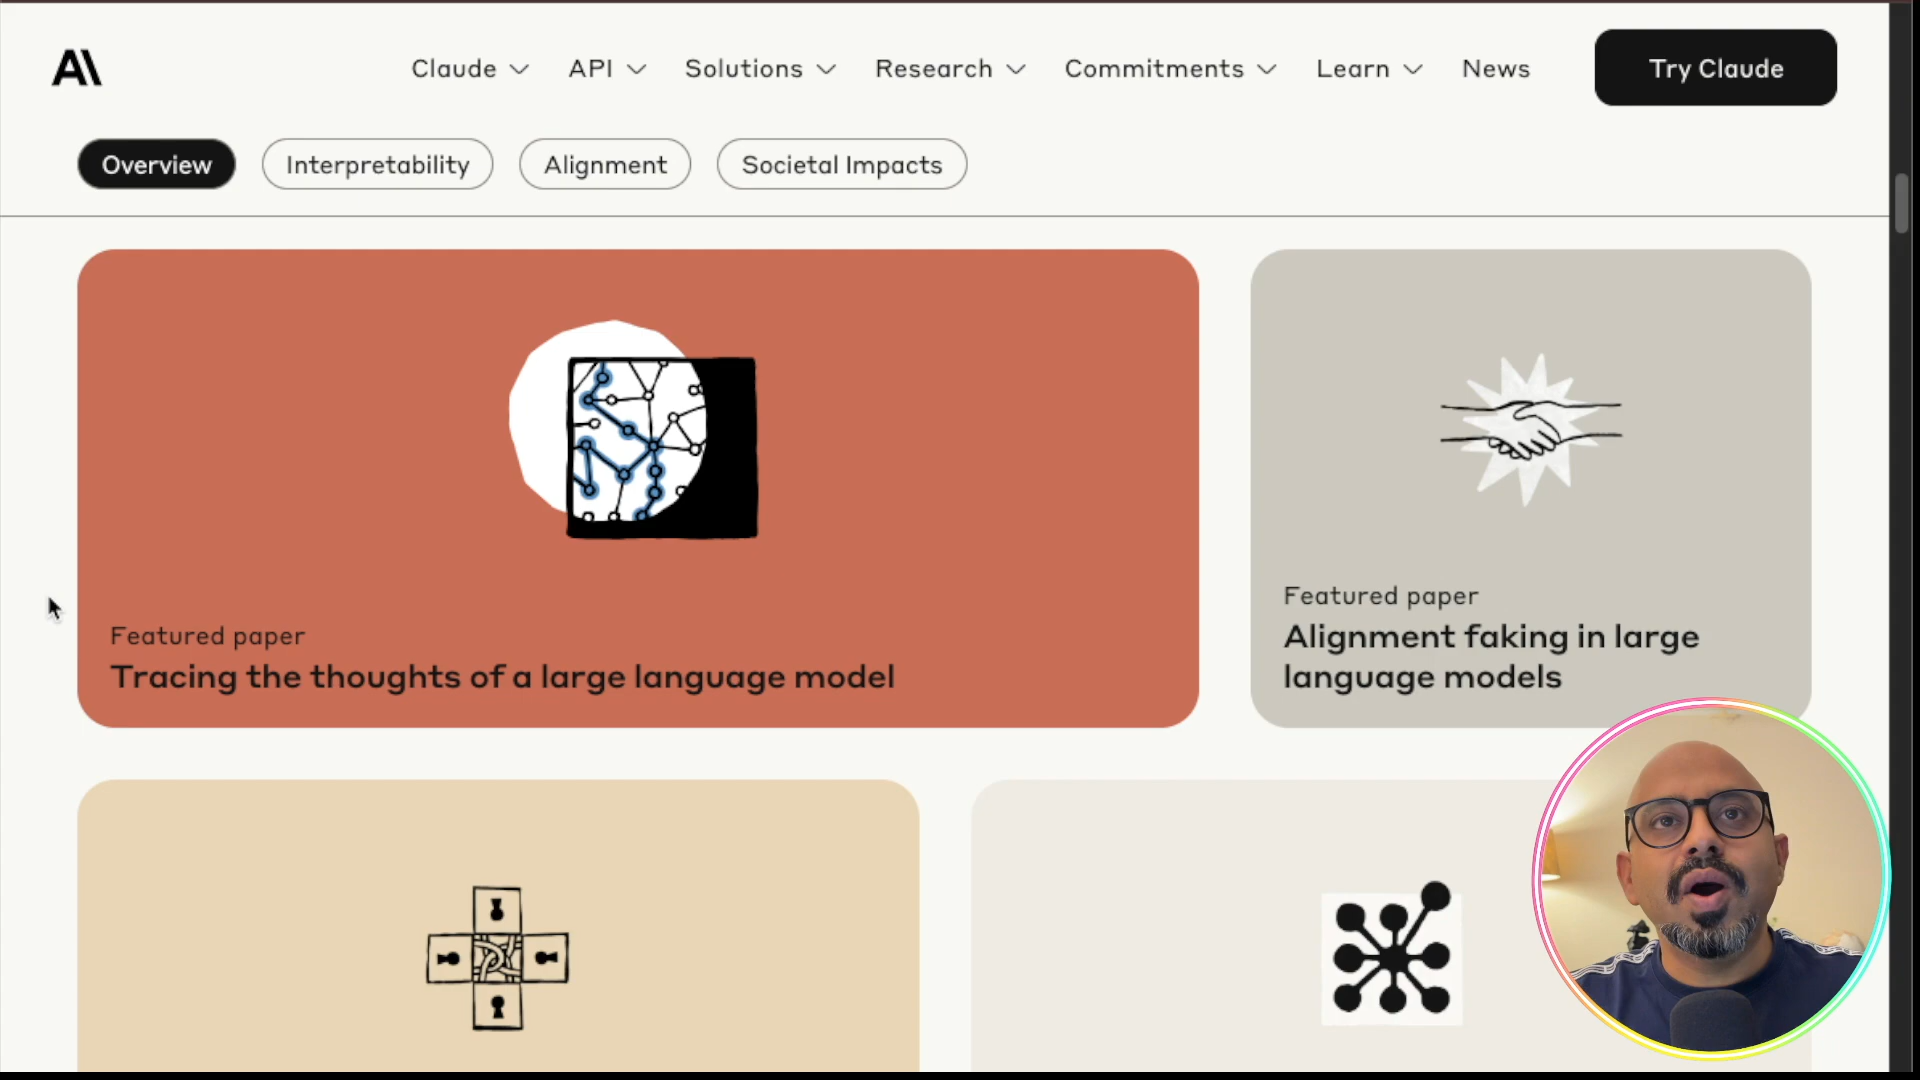 A\
Claude API Solutions Research Commitments Learn News Try Claude
Overview Interpretability Alignment Societal Impacts
Featured paper
Tracing the thoughts of a large language model
Featured paper
Alignment faking in large
language models